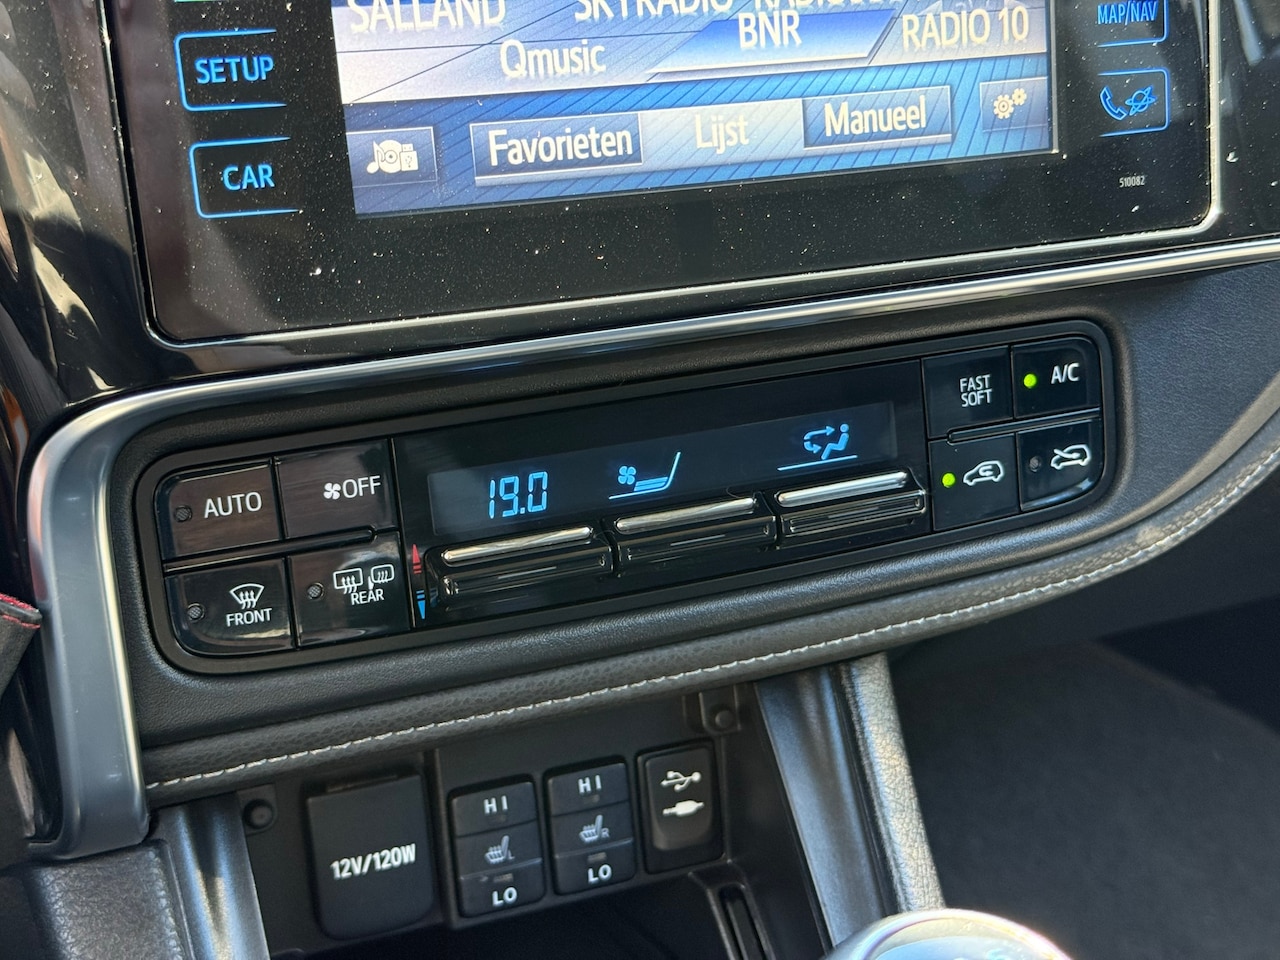 SALLAND SKYRADIO
Qmusic BNR RADIO 10
Favorieten Lijst Manueel
SETUP
CAR
MAP/NAV
510082
AUTO
OFF
FRONT
REAR
19.0
FAST
SOFT
A/C
12V/120W
HI
L
LO
HI
R
LO